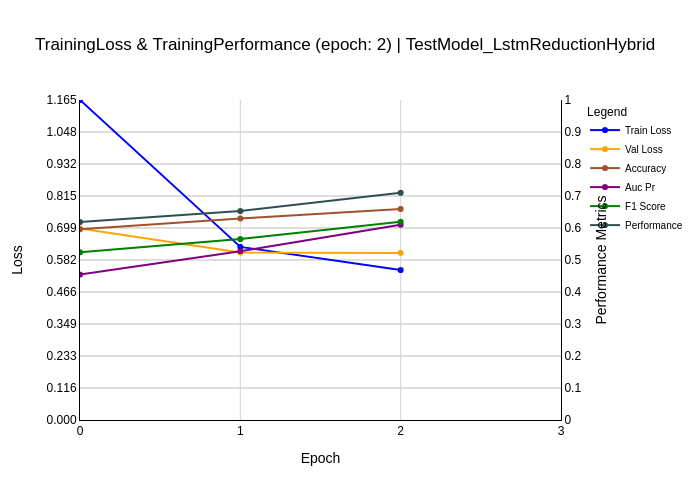 TrainingLoss & TrainingPerformance (epoch: 2) | TestModel_LstmReductionHybrid
1.165
1.048
0.932
0.815
0.699
0.582
0.466
0.349
0.233
0.116
0.000
Loss
0
1
2
3
Epoch
1
0.9
0.8
0.7
0.6
0.5
0.4
0.3
0.2
0.1
0
Performance Metrics
Legend
Train Loss
Val Loss
Accuracy
Auc Pr
F1 Score
Performance